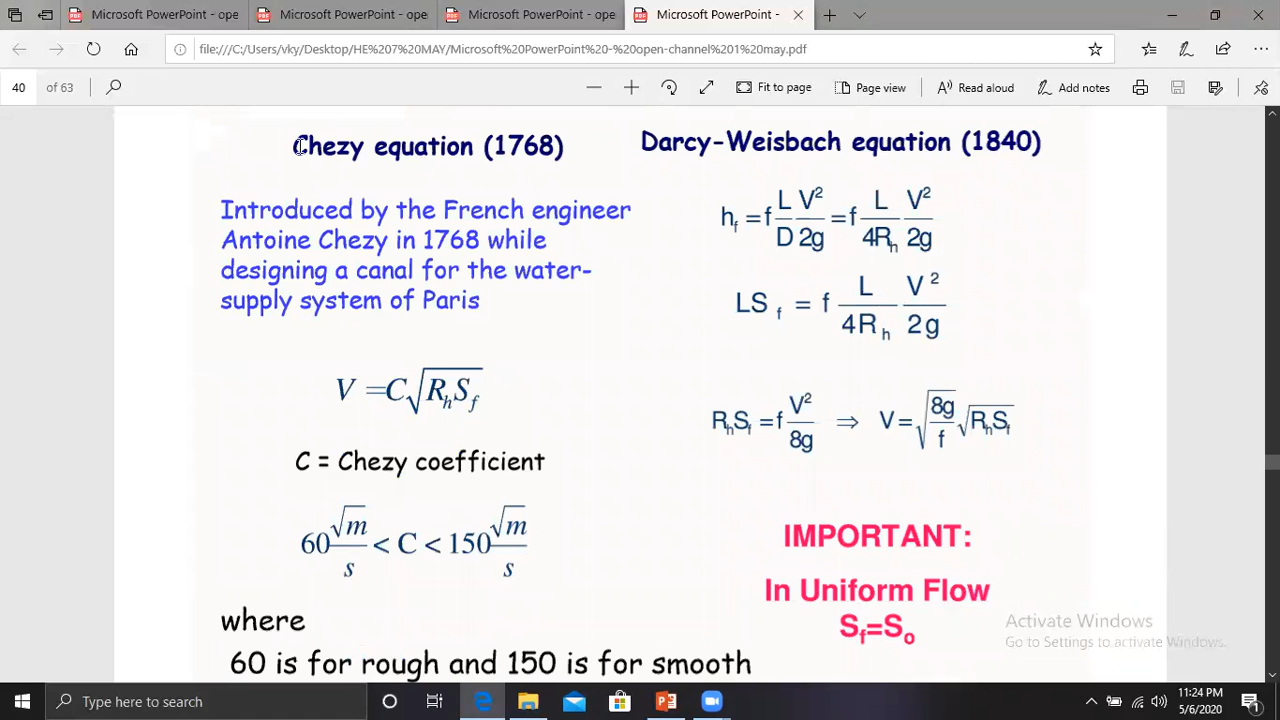 Microsoft PowerPoint - ope
Microsoft PowerPoint - ope
Microsoft PowerPoint - ope
Microsoft PowerPoint -
file:///C:/Users/vky/Desktop/HE%207%20MAY/Microsoft%20PowerPoint%20-%20open-channel%201%20may.pdf
40 of 63
Fit to page
Page view
Read aloud
Add notes
Share
Chezy equation (1768)
Introduced by the French engineer
Antoine Chezy in 1768 while
designing a canal for the water-
supply system of Paris
V = C√(R_h S_f)
C = Chezy coefficient
60 √m/s < C < 150 √m/s
where
60 is for rough and 150 is for smooth
Darcy-Weisbach equation (1840)
h_f = f L/D V²/2g = f L/4R_h V²/2g
LS_f = f L/4R_h V²/2g
R_h S_f = f V²/8g ⇒ V = √(8g/f) √(R_h S_f)
IMPORTANT:
In Uniform Flow
S_f=S_o
Activate Windows
Go to Settings to activate Windows.
Type here to search
11:24 PM
5/6/2020
1